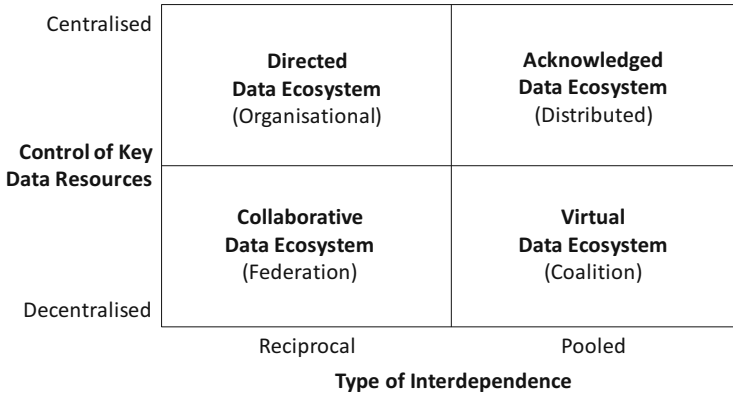 Centralised
Directed
Data Ecosystem
(Organisational)
Acknowledged
Data Ecosystem
(Distributed)
Control of Key
Data Resources
Collaborative
Data Ecosystem
(Federation)
Virtual
Data Ecosystem
(Coalition)
Decentralised
Reciprocal
Pooled
Type of Interdependence